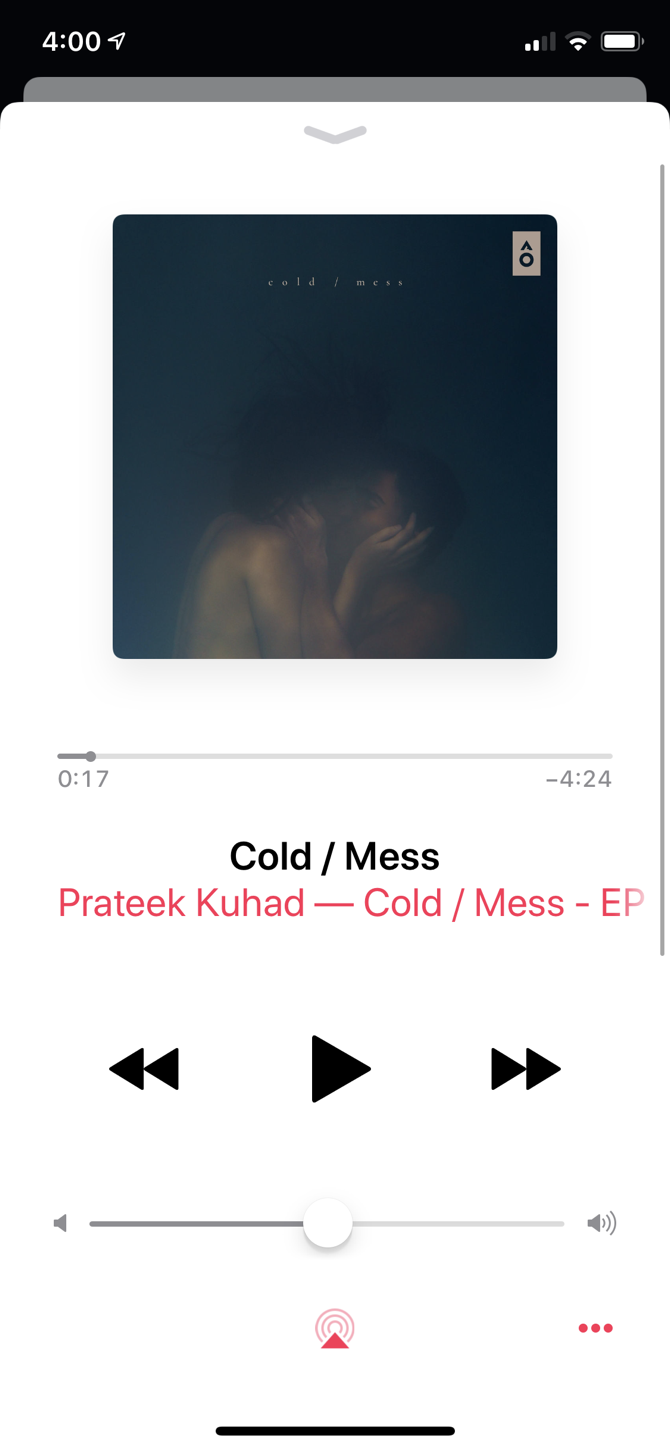 4:00
cold / mess
0:17
–4:24
Cold / Mess
Prateek Kuhad — Cold / Mess - EP